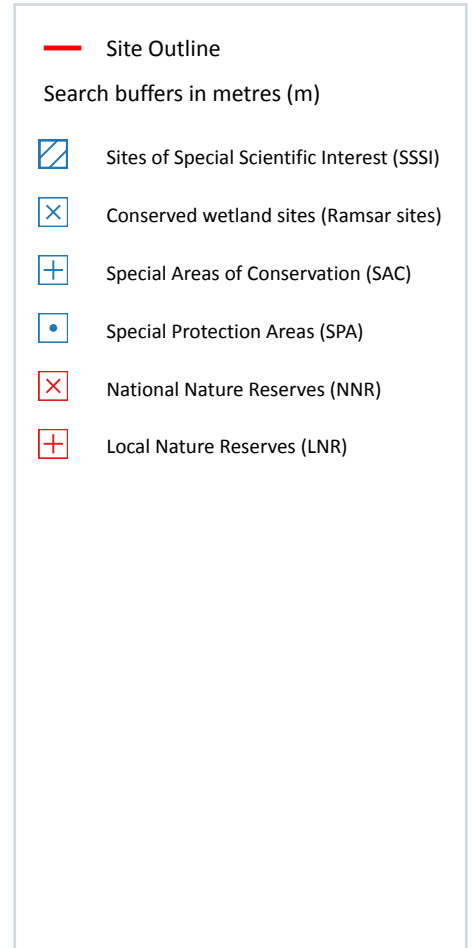 Site Outline
Search buffers in metres (m)
Sites of Special Scientific Interest (SSSI)
Conserved wetland sites (Ramsar sites)
Special Areas of Conservation (SAC)
Special Protection Areas (SPA)
National Nature Reserves (NNR)
Local Nature Reserves (LNR)